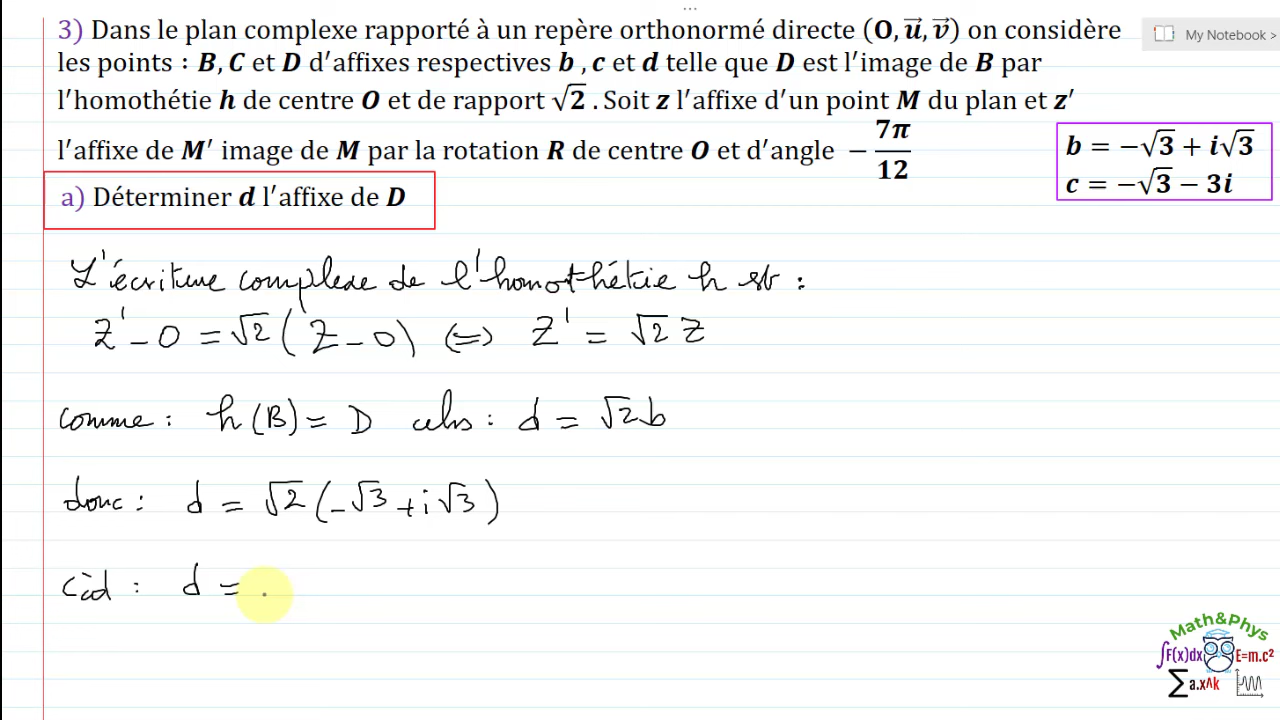 ...
3) Dans le plan complexe rapporté à un repère orthonormé directe (O, u⃗, v⃗) on considère
My Notebook >
les points : B, C et D d'affixes respectives b , c et d telle que D est l'image de B par
l'homothétie h de centre O et de rapport √2 . Soit z l'affixe d'un point M du plan et z'
l'affixe de M' image de M par la rotation R de centre O et d'angle − 7π/12
b = −√3 + i√3
c = −√3 − 3i
a) Déterminer d l'affixe de D
L'écriture complexe de l'homothétie h est :
Z' − 0 = √2 ( Z − 0) ⇔ Z' = √2 Z
comme : h (B) = D alors : d = √2 b
donc : d = √2 (−√3 + i √3)
càd : d = .
Math&Phys
∫F(x)dx E=m.c²
∑ a.x^k